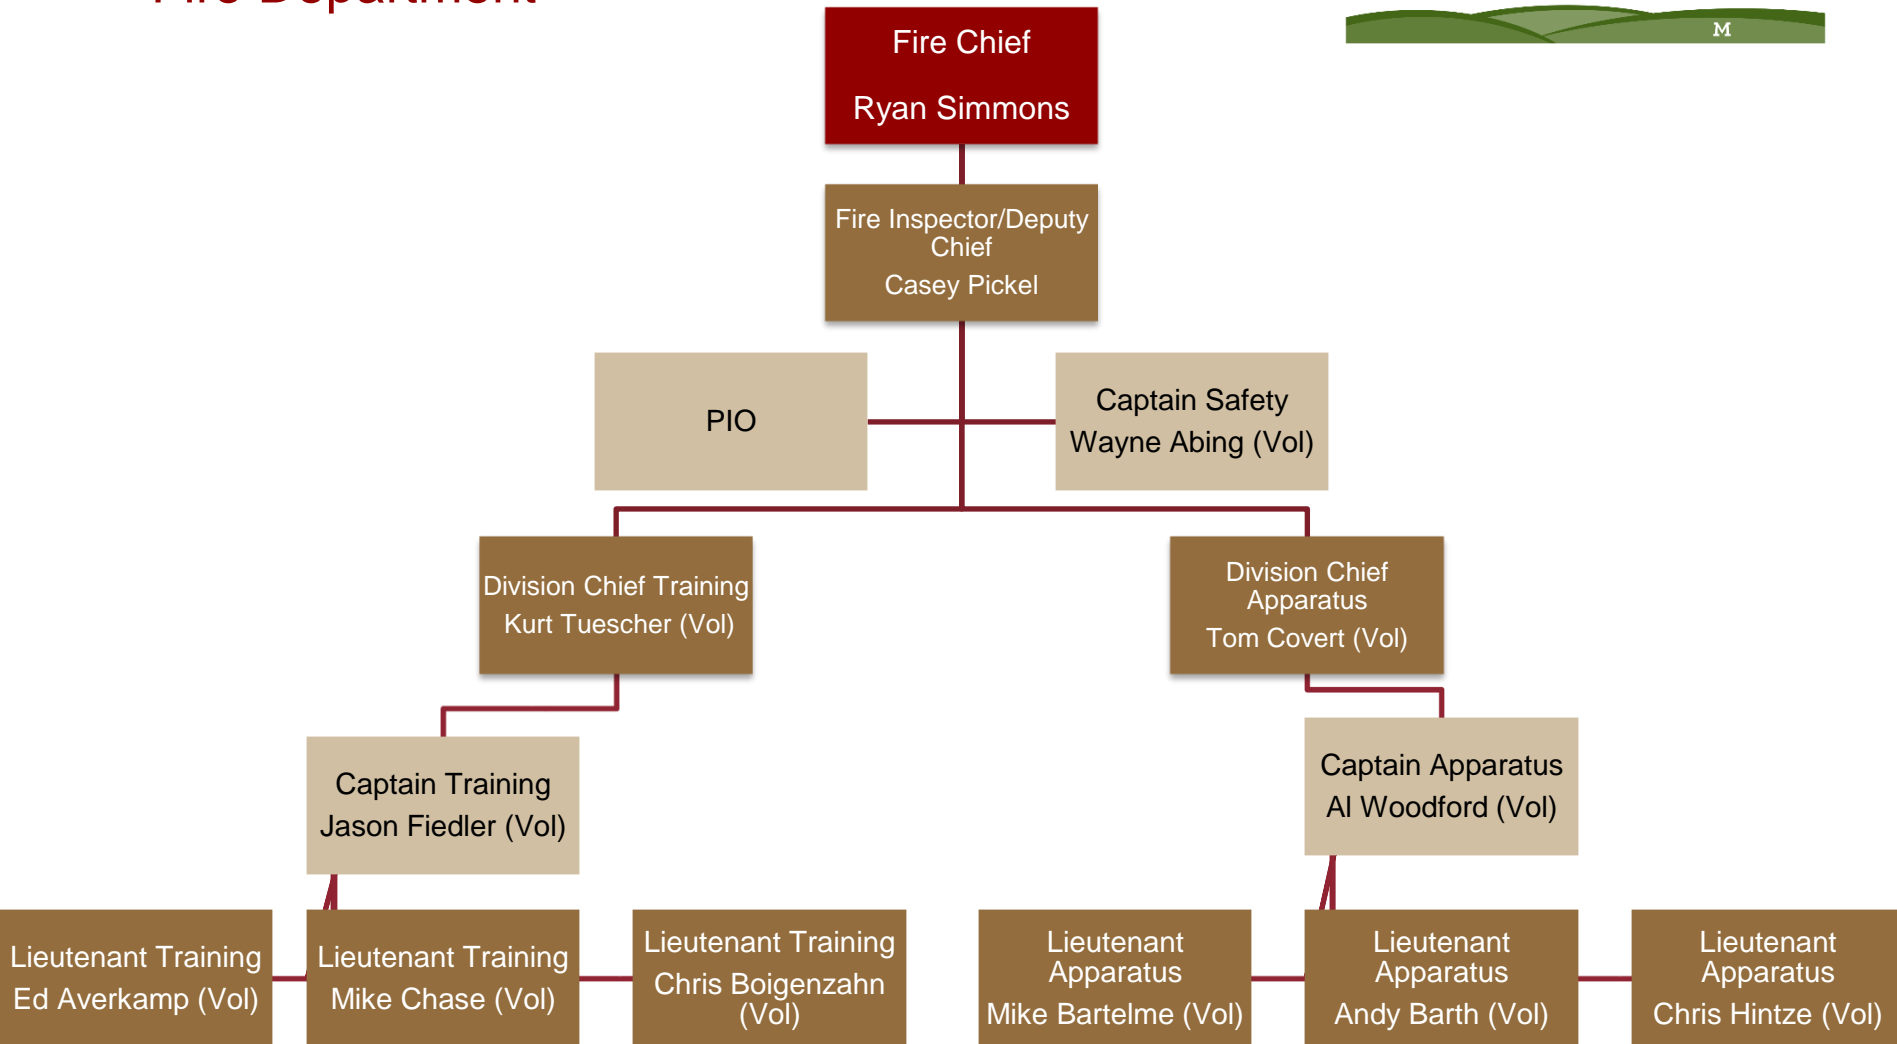 Fire Department
M
Fire Chief
Ryan Simmons
Fire Inspector/Deputy
Chief
Casey Pickel
PIO
Captain Safety
Wayne Abing (Vol)
Division Chief Training
Kurt Tuescher (Vol)
Division Chief
Apparatus
Tom Covert (Vol)
Captain Training
Jason Fiedler (Vol)
Captain Apparatus
Al Woodford (Vol)
Lieutenant Training
Ed Averkamp (Vol)
Lieutenant Training
Mike Chase (Vol)
Lieutenant Training
Chris Boigenzahn
(Vol)
Lieutenant
Apparatus
Mike Bartelme (Vol)
Lieutenant
Apparatus
Andy Barth (Vol)
Lieutenant
Apparatus
Chris Hintze (Vol)